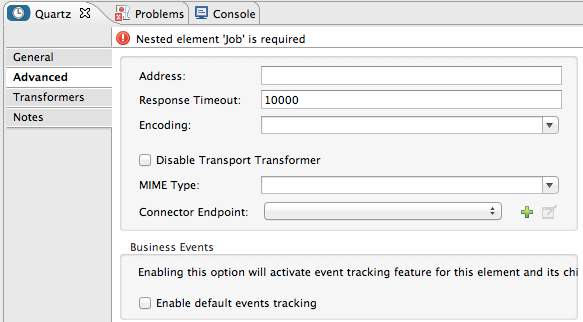 Quartz Problems Console
Nested element 'Job' is required
General
Advanced
Transformers
Notes
Address:
Response Timeout: 10000
Encoding:
Disable Transport Transformer
MIME Type:
Connector Endpoint:
Business Events
Enabling this option will activate event tracking feature for this element and its chi
Enable default events tracking